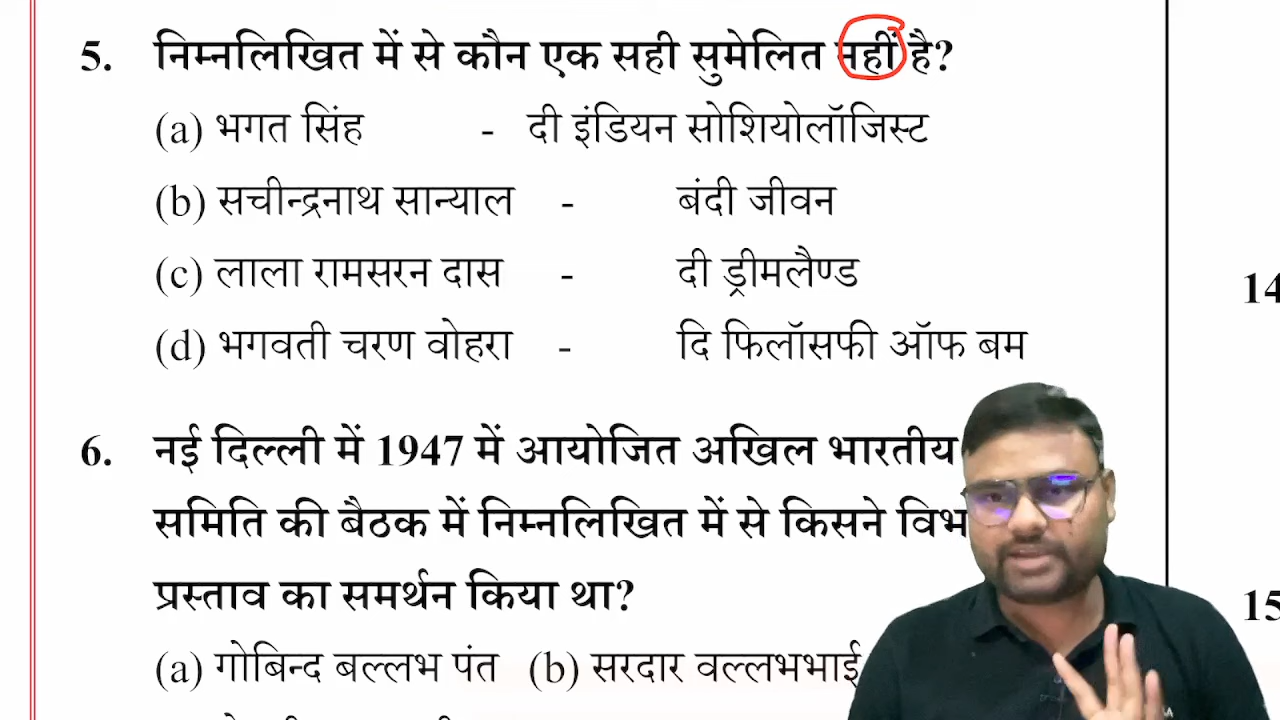 5. निम्नलिखित में से कौन एक सही सुमेलित नहीं है?
(a) भगत सिंह - दी इंडियन सोशियोलॉजिस्ट
(b) सचीन्द्रनाथ सान्याल - बंदी जीवन
(c) लाला रामसरन दास - दी ड्रीमलैण्ड
(d) भगवती चरण वोहरा - दि फिलॉसफी ऑफ बम
6. नई दिल्ली में 1947 में आयोजित अखिल भारतीय
समिति की बैठक में निम्नलिखित में से किसने विभ
प्रस्ताव का समर्थन किया था?
(a) गोबिन्द बल्लभ पंत (b) सरदार वल्लभभाई
14
15